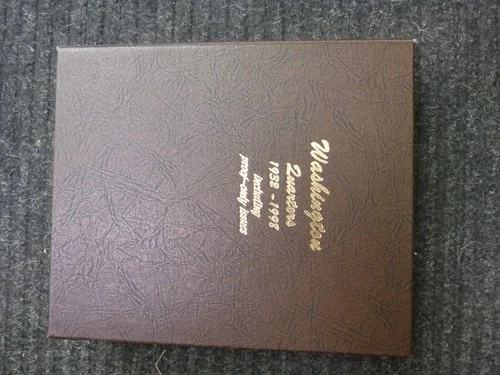 Washington
Quarters
1932 - 1998
including
proof-only issues